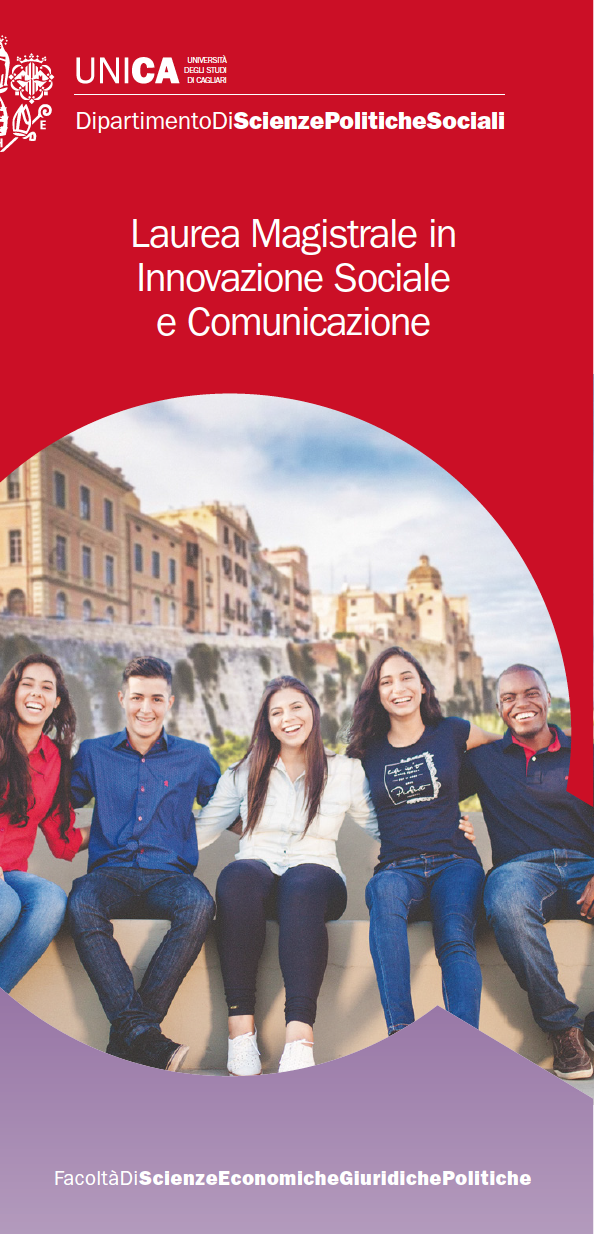 UNICA
UNIVERSITÀ
DEGLI STUDI
DI CAGLIARI
DipartimentoDiScienzePoliticheSociali
Laurea Magistrale in
Innovazione Sociale
e Comunicazione
FacoltàDiScienzeEconomicheGiuridichePolitiche